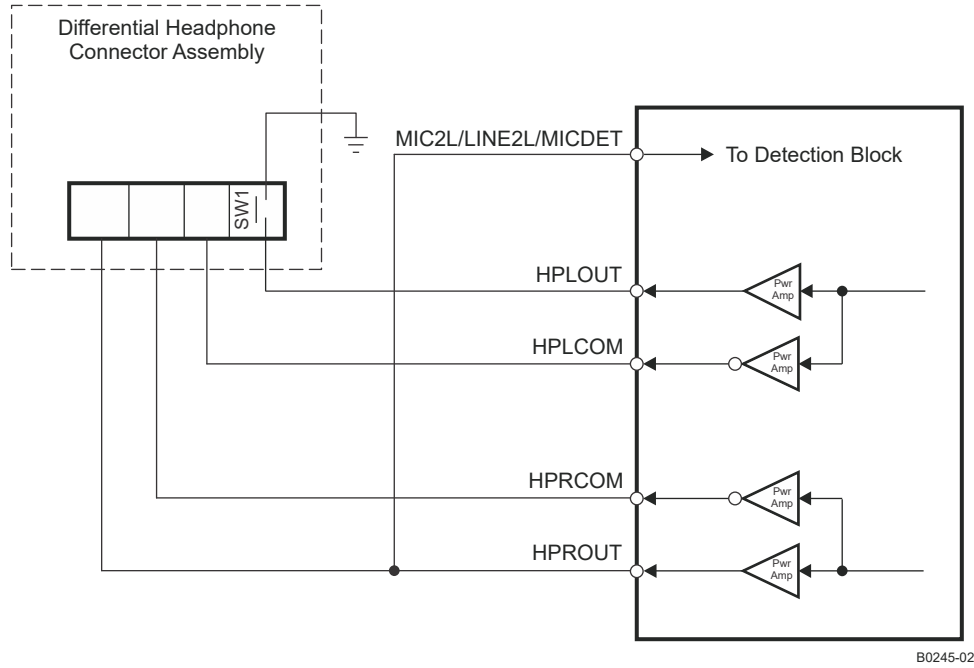 Differential Headphone
Connector Assembly
MIC2L/LINE2L/MICDET
To Detection Block
SW1
HPLOUT
Pwr
Amp
HPLCOM
Pwr
Amp
HPRCOM
Pwr
Amp
HPROUT
Pwr
Amp
B0245-02